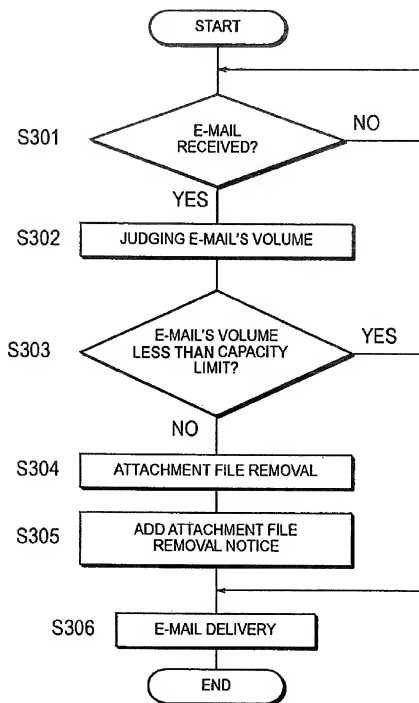 START
S301
E-MAIL
RECEIVED?
NO
YES
S302
JUDGING E-MAIL'S VOLUME
S303
E-MAIL'S VOLUME
LESS THAN CAPACITY
LIMIT?
YES
NO
S304
ATTACHMENT FILE REMOVAL
S305
ADD ATTACHMENT FILE
REMOVAL NOTICE
S306
E-MAIL DELIVERY
END